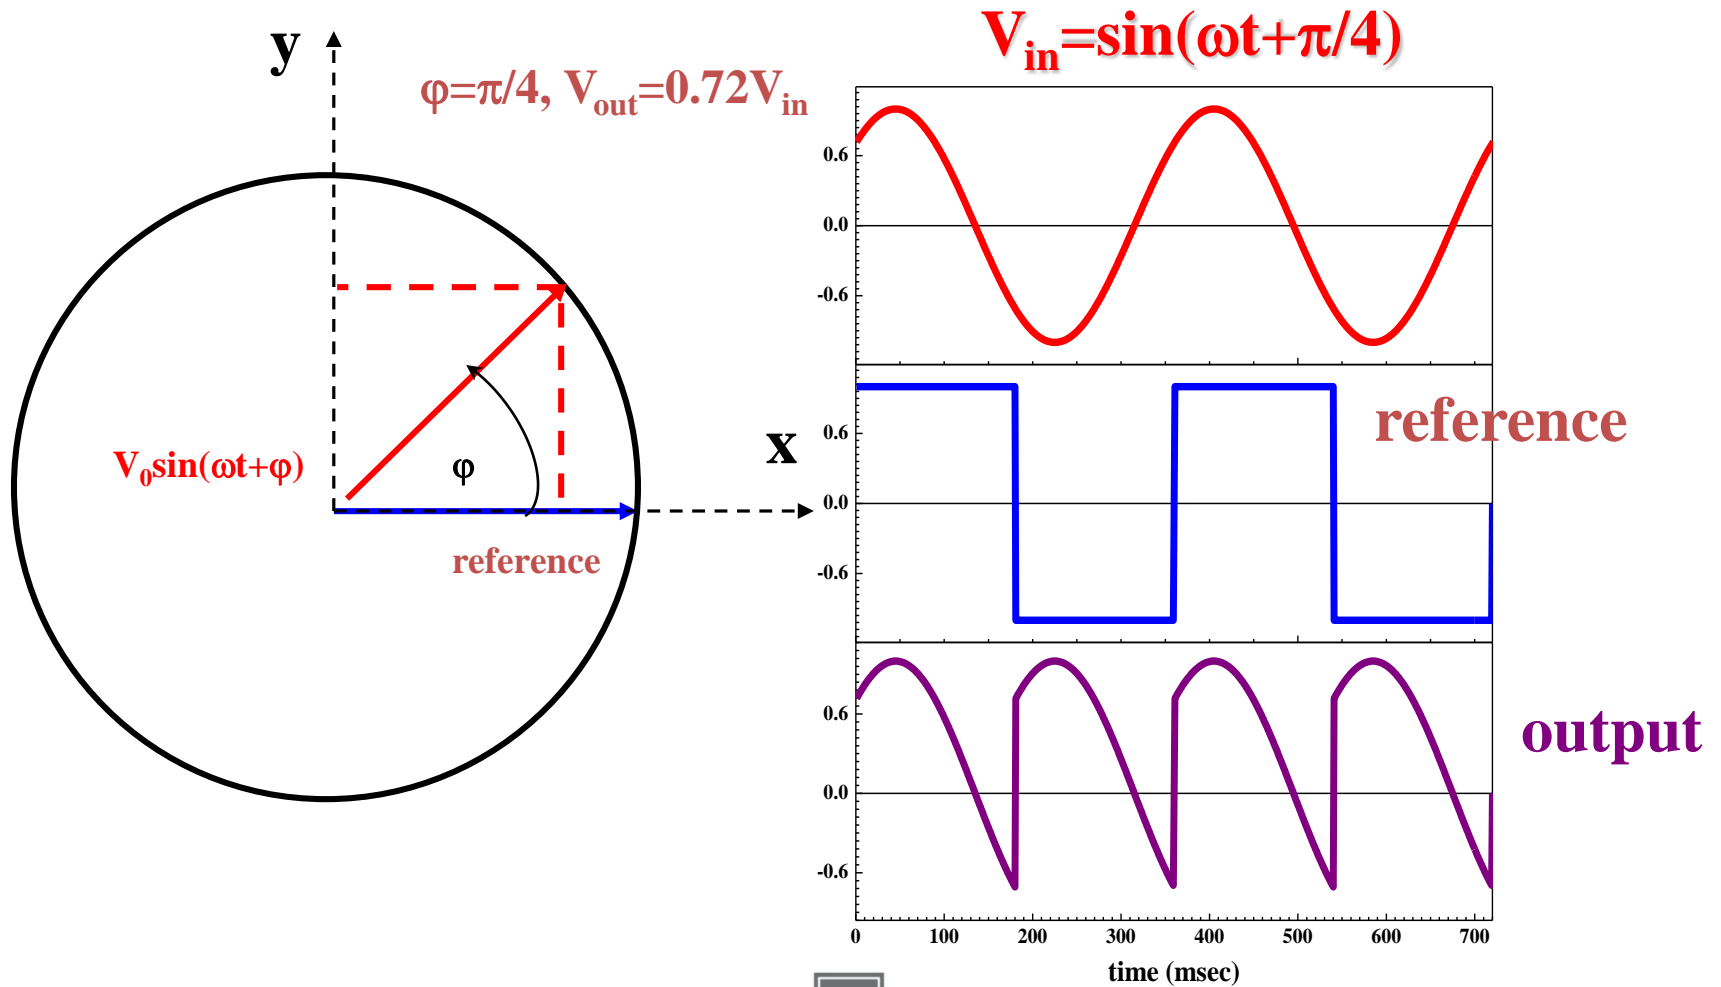 y
φ=π/4, Vout=0.72Vin
V0sin(ωt+φ)
φ
x
reference
Vin=sin(ωt+π/4)
0.6
0.0
-0.6
reference
0.6
0.0
-0.6
output
0.6
0.0
-0.6
0 100 200 300 400 500 600 700
time (msec)